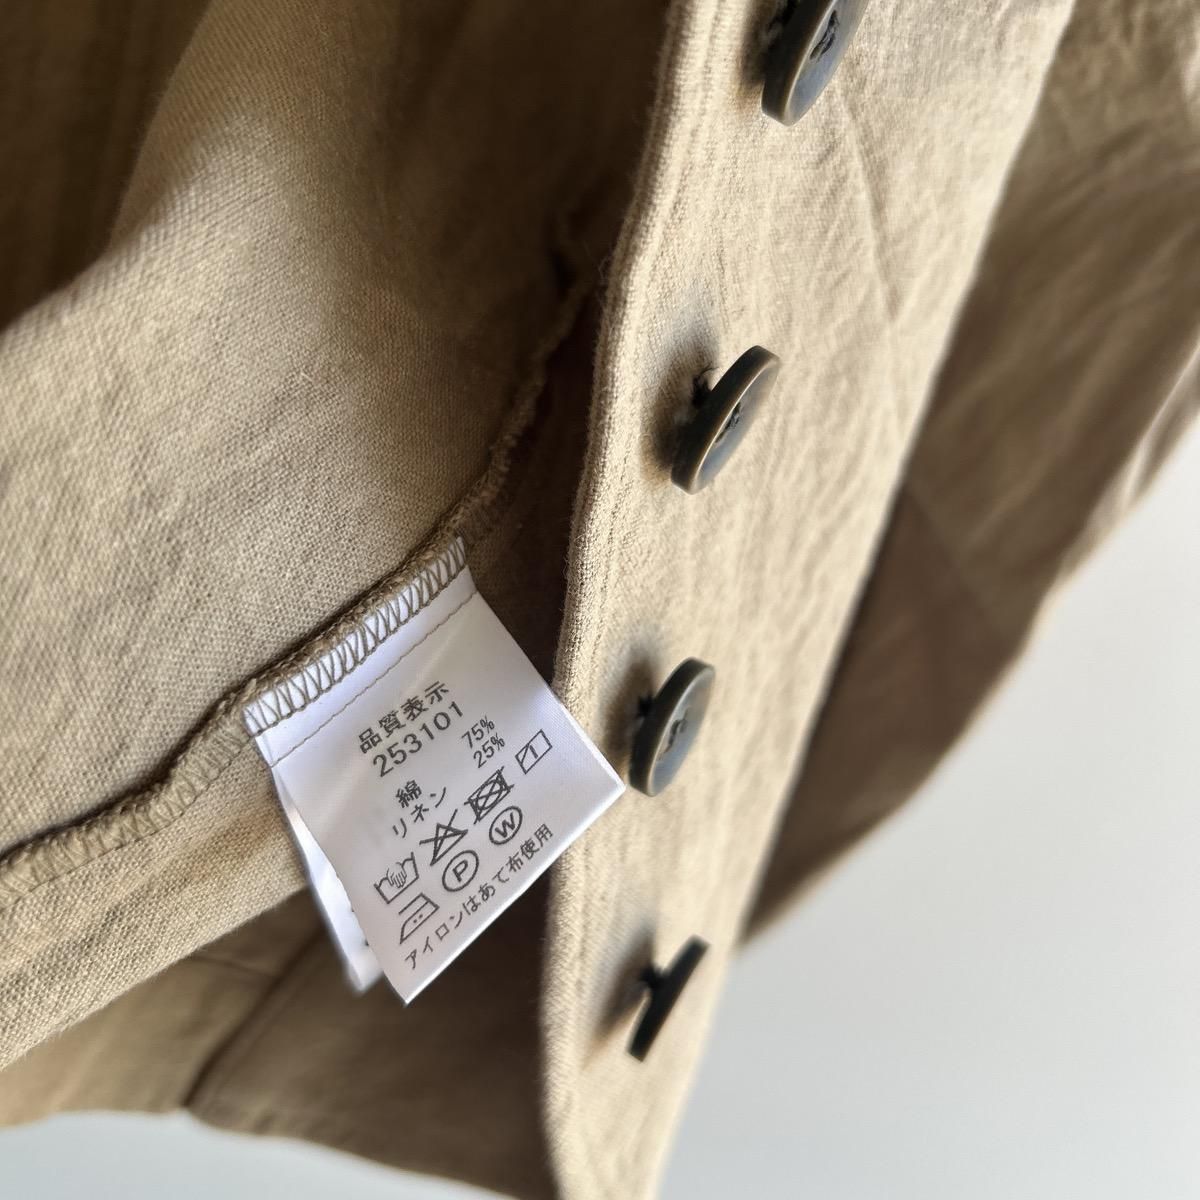 品質表示
253101
綿 75%
リネン 25%
P W
アイロンはあて布使用